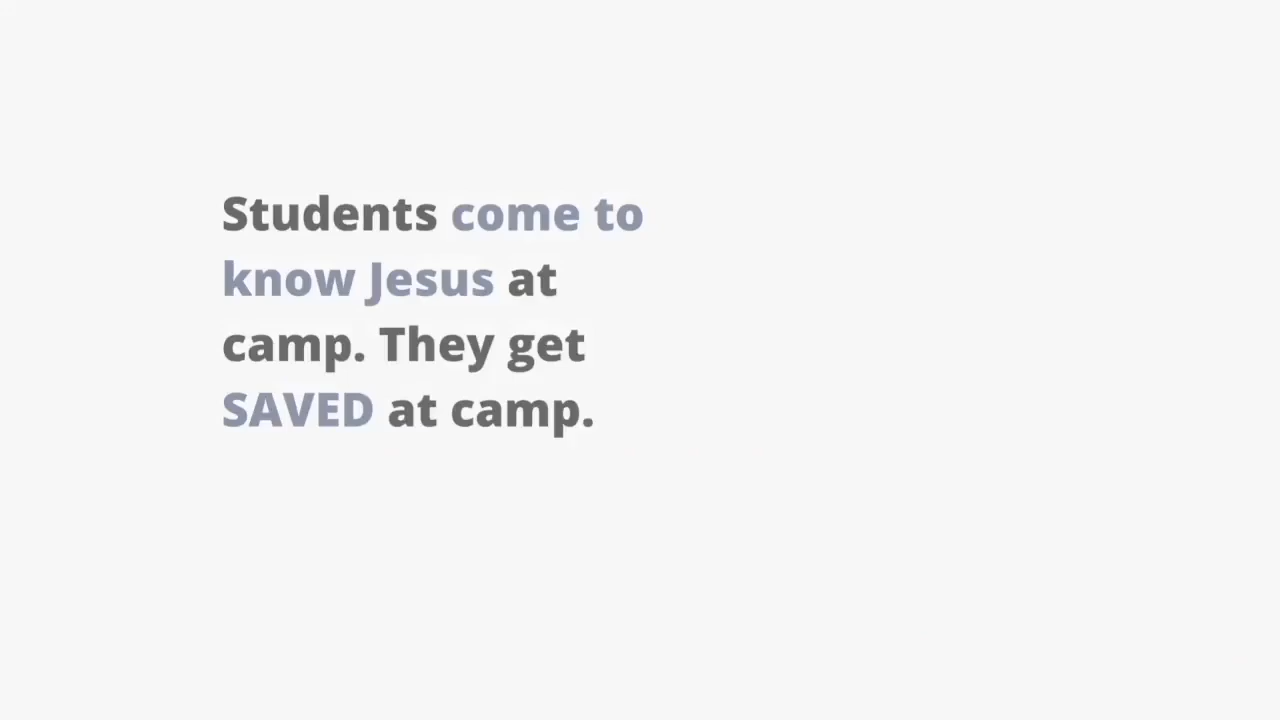 Students come to
know Jesus at
camp. They get
SAVED at camp.